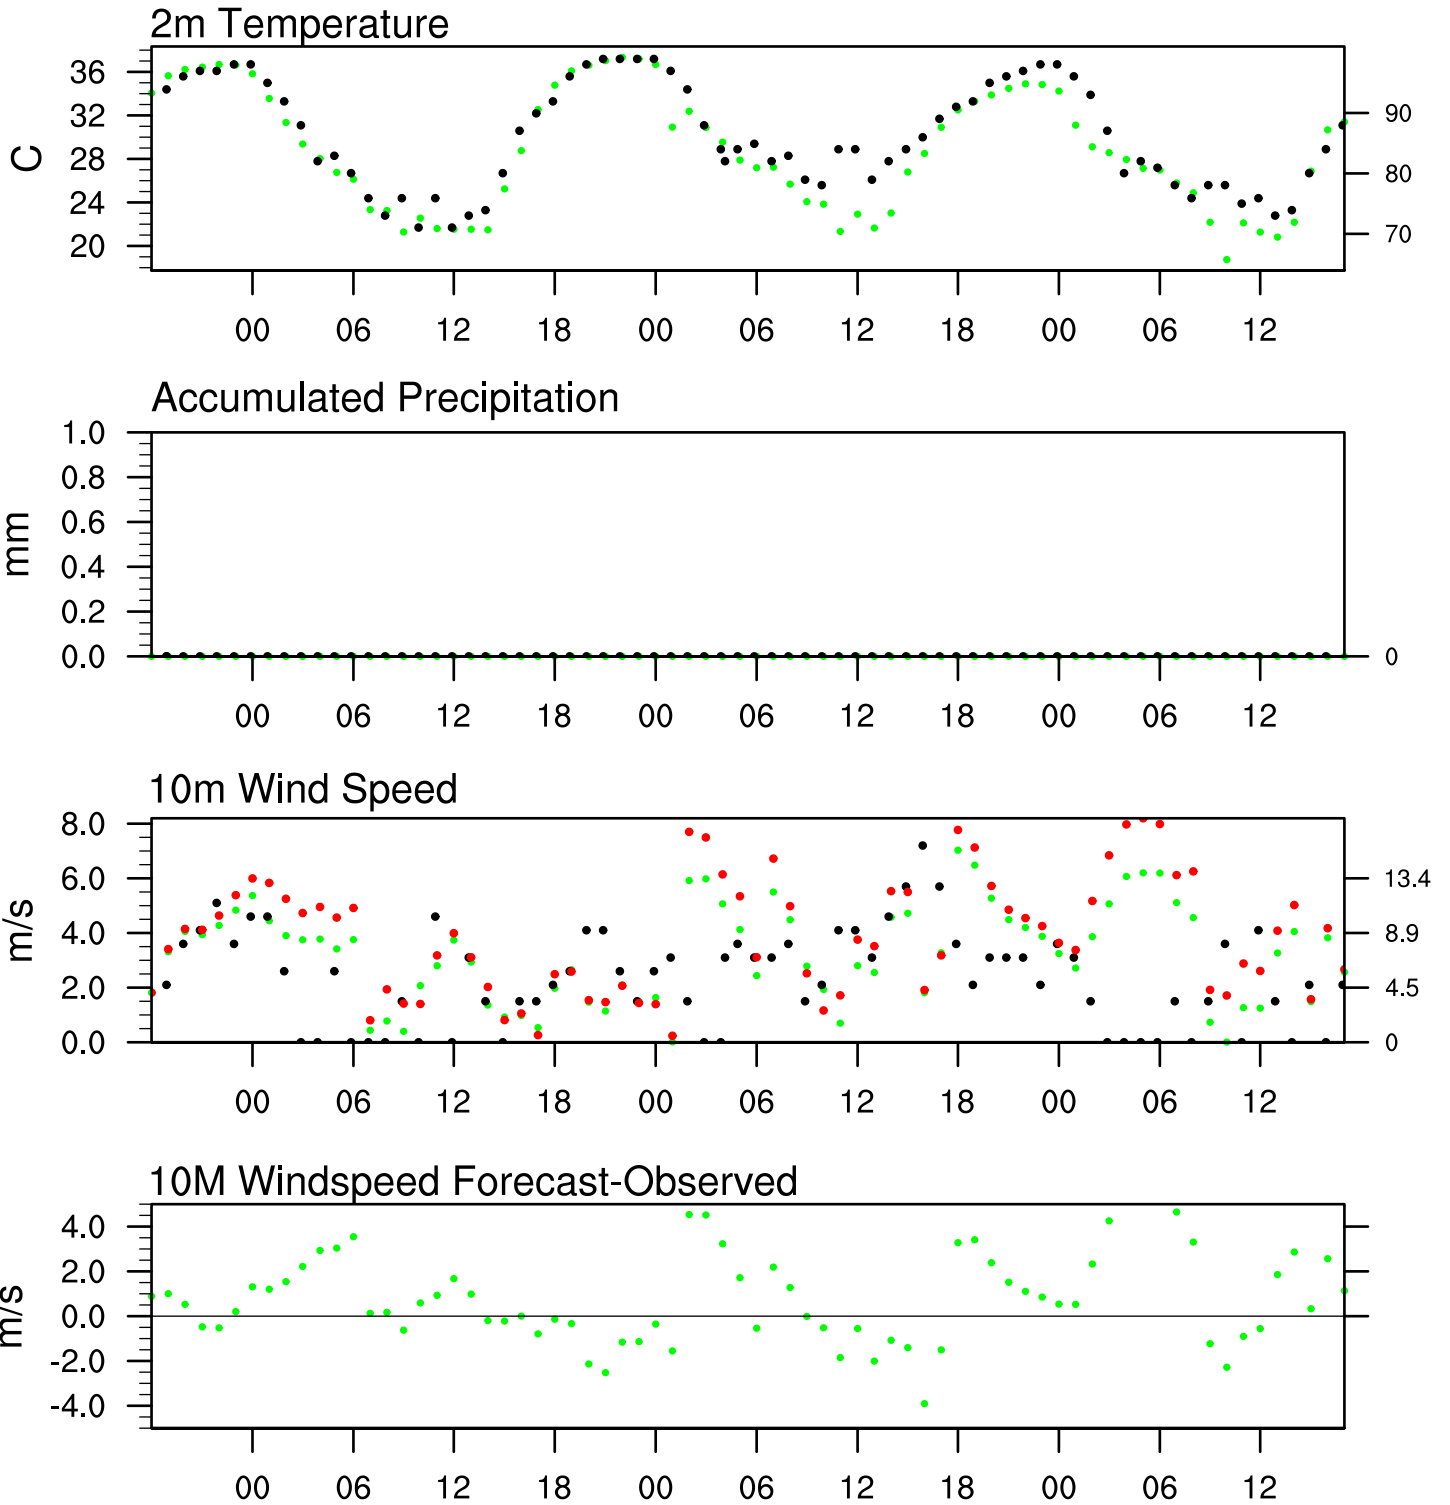 2m Temperature
C
36
32
28
24
20
90
80
70
00 06 12 18 00 06 12 18 00 06 12
Accumulated Precipitation
mm
1.0
0.8
0.6
0.4
0.2
0.0
0
00 06 12 18 00 06 12 18 00 06 12
10m Wind Speed
m/s
8.0
6.0
4.0
2.0
0.0
13.4
8.9
4.5
0
00 06 12 18 00 06 12 18 00 06 12
10M Windspeed Forecast-Observed
m/s
4.0
2.0
0.0
-2.0
-4.0
00 06 12 18 00 06 12 18 00 06 12